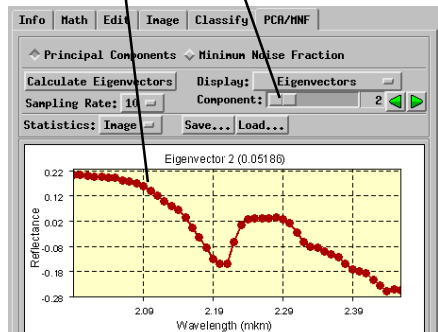 Info Math Edit Image Classify PCA/MNF
Principal Components Minimum Noise Fraction
Calculate Eigenvectors Display: Eigenvectors
Sampling Rate: 10 Component: 2
Statistics: Image Save... Load...
Eigenvector 2 (0.05186)
0.22
0.12
0.02
-0.08
-0.18
-0.28
Reflectance
2.09 2.19 2.29 2.39
Wavelength (mkm)